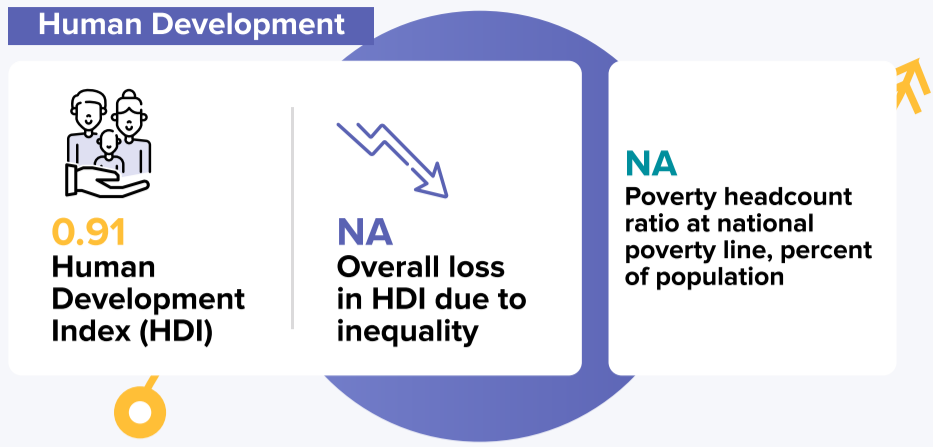 Human Development
0.91
Human
Development
Index (HDI)
NA
Overall loss
in HDI due to
inequality
NA
Poverty headcount
ratio at national
poverty line, percent
of population